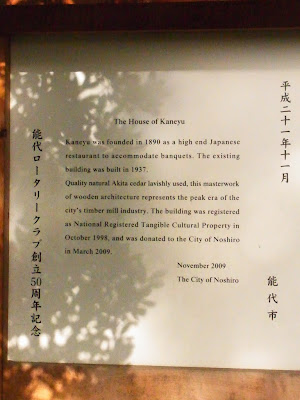 The House of Kaneyu
Kaneyu was founded in 1890 as a high end Japanese
restaurant to accommodate banquets. The existing
building was built in 1937.
Quality natural Akita cedar lavishly used, this masterwork
of wooden architecture represents the peak era of the
city's timber mill industry. The building was registered
as National Registered Tangible Cultural Property in
October 1998, and was donated to the City of Noshiro
in March 2009.
November 2009
The City of Noshiro
平成二十一年十一月
能代市
能代ロータリークラブ創立50周年記念